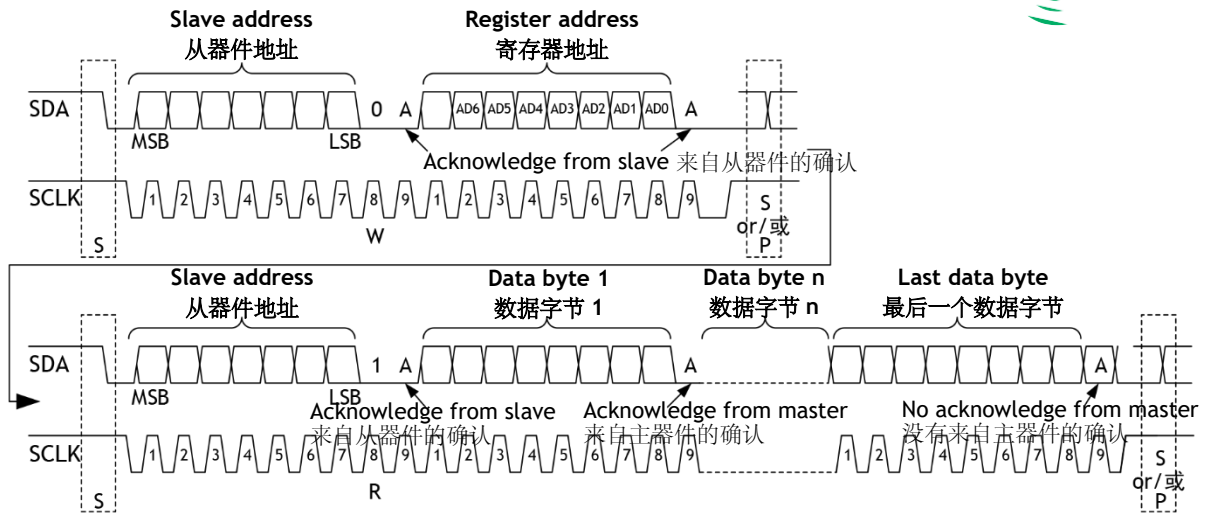 Slave address
从器件地址
Register address
寄存器地址
SDA
0 A
AD6 AD5 AD4 AD3 AD2 AD1 AD0
A
MSB
LSB
Acknowledge from slave 来自从器件的确认
SCLK
1 2 3 4 5 6 7 8 9 1 2 3 4 5 6 7 8 9
S
W
S
or/或
P
Slave address
从器件地址
Data byte 1
数据字节 1
Data byte n
数据字节 n
Last data byte
最后一个数据字节
SDA
1 A
A
A
MSB
LSB
Acknowledge from slave
来自从器件的确认
Acknowledge from master
来自主器件的确认
No acknowledge from master
没有来自主器件的确认
SCLK
1 2 3 4 5 6 7 8 9 1 2 3 4 5 6 7 8 9 1 2 3 4 5 6 7 8 9
S
R
S
or/或
P